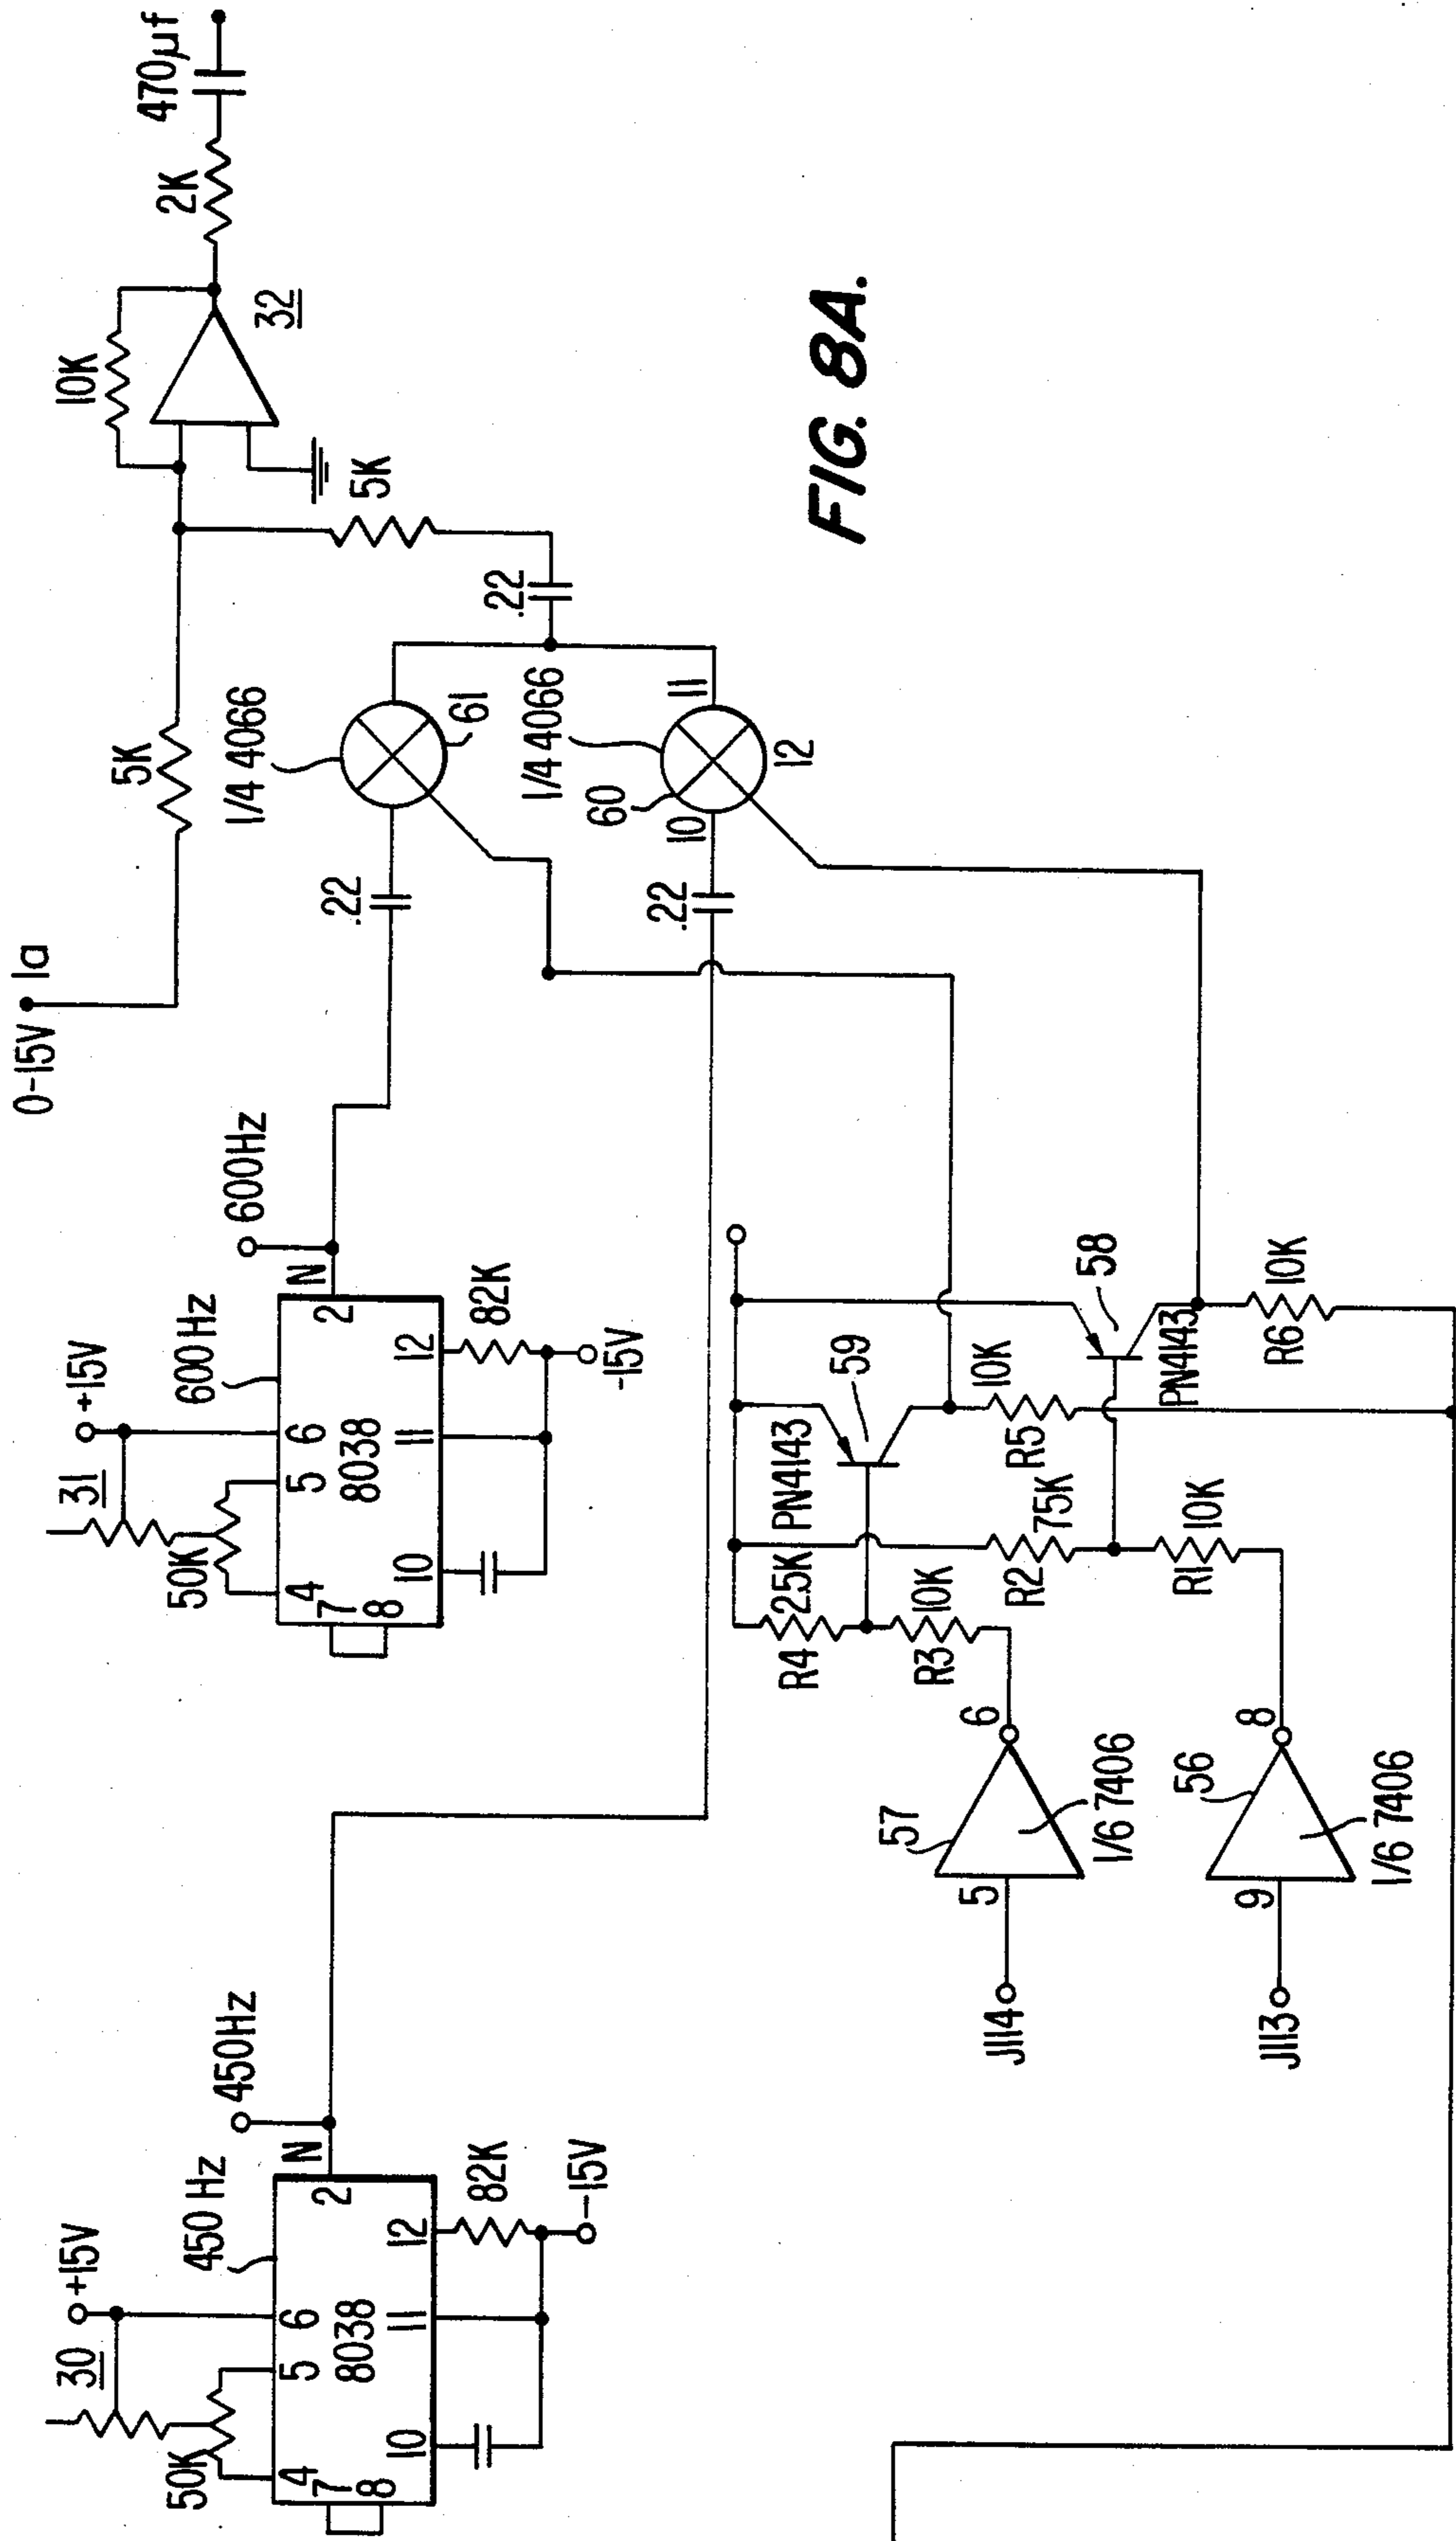 0-15V 1a
5K
10K
32
2K
470µf
5K
.22
1/4 4066
61
.22
1/4 4066
60
10
11
12
.22
31
+15V
600Hz
600Hz
50K
4
5
6
N
2
7
8
8038
10
11
12
82K
-15V
30
+15V
450Hz
450Hz
50K
4
5
6
N
2
7
8
8038
10
11
12
82K
-15V
R4
25K
PN4143
59
R3
10K
R2
75K
R5
10K
58
PN4143
R1
10K
R6
10K
J114
5
57
6
1/6 7406
J113
9
56
8
1/6 7406
FIG. 8A.